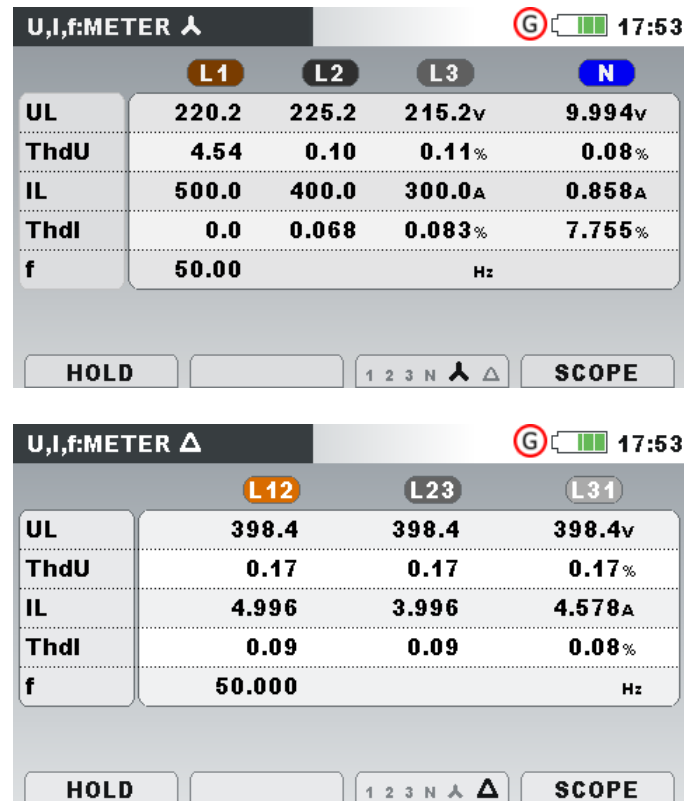 U,I,f:METER G 17:53
L1 L2 L3 N
UL 220.2 225.2 215.2V 9.994V
ThdU 4.54 0.10 0.11% 0.08%
IL 500.0 400.0 300.0A 0.858A
ThdI 0.0 0.068 0.083% 7.755%
f 50.00 Hz
HOLD 1 2 3 N 人 Δ SCOPE
U,I,f:METER Δ G 17:53
L12 L23 L31
UL 398.4 398.4 398.4V
ThdU 0.17 0.17 0.17%
IL 4.996 3.996 4.578A
ThdI 0.09 0.09 0.08%
f 50.000 Hz
HOLD 1 2 3 N 人 Δ SCOPE